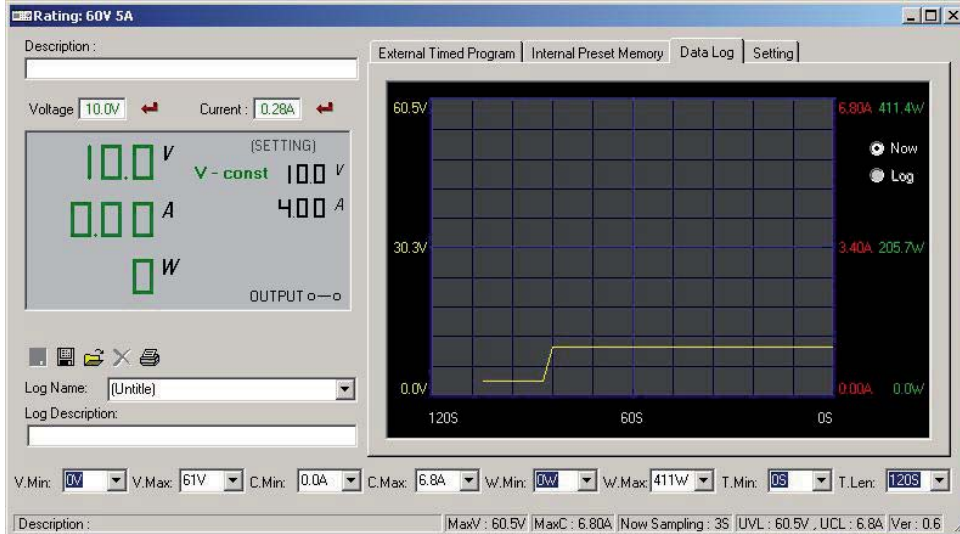 Rating: 60V 5A
Description :
Voltage 10.0V Current : 0.28A
10.0 V
0.00 A
0 W
(SETTING)
V - const 10.0 V
4.00 A
OUTPUT
Log Name: (Untitle)
Log Description:
External Timed Program Internal Preset Memory Data Log Setting
60.5V 6.80A 411.4W
Now
Log
30.3V 3.40A 205.7W
0.0V 0.00A 0.0W
120S 60S 0S
V.Min: 0V V.Max: 61V C.Min: 0.0A C.Max: 6.8A W.Min: 0W W.Max: 411W T.Min: 0S T.Len: 120S
Description : MaxV : 60.5V MaxC : 6.80A Now Sampling : 3S UVL : 60.5V , UCL : 6.8A Ver : 0.6